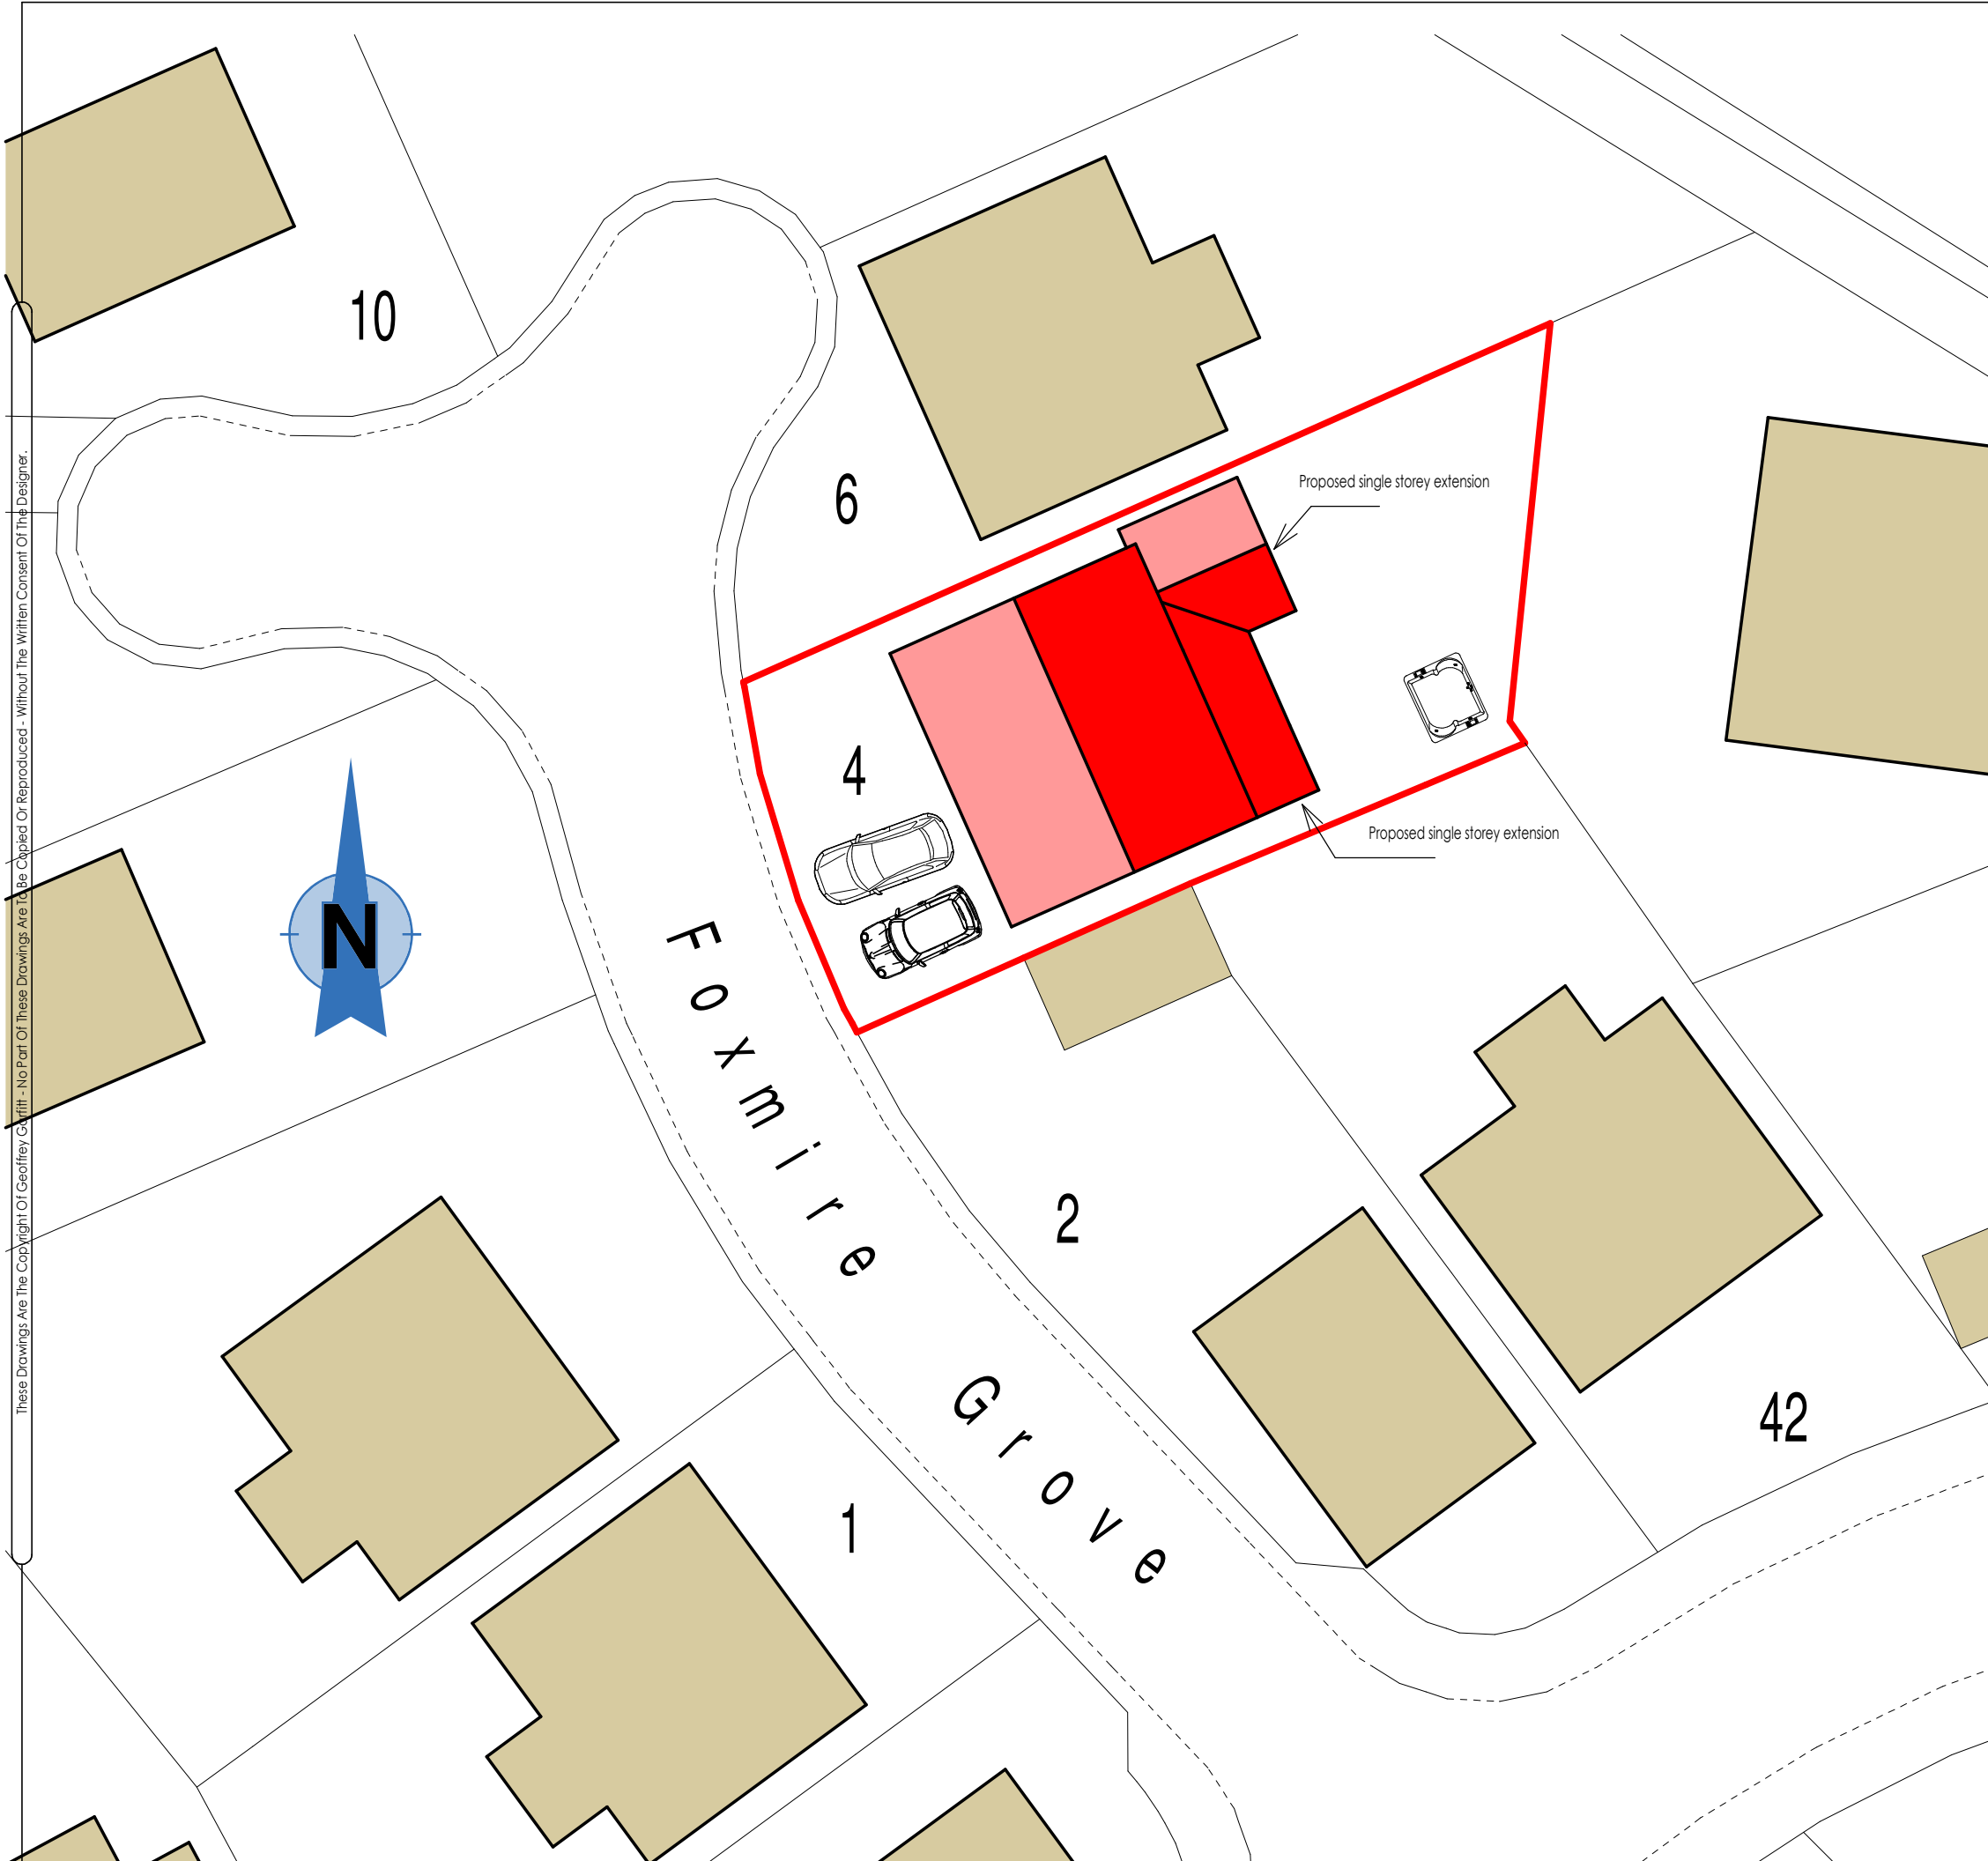 10
6
Proposed single storey extension
4
Proposed single storey extension
N
Foxmire Grove
2
42
1
These Drawings Are The Copyright Of Geoffrey Garfitt - No Part Of These Drawings Are To Be Copied Or Reproduced - Without The Written Consent Of The Designer.